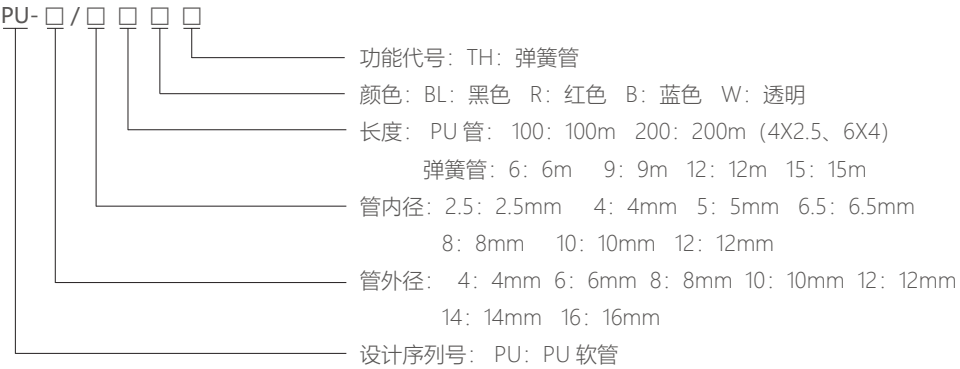 PU- □ / □ □ □ □
功能代号：TH：弹簧管
颜色：BL：黑色 R：红色 B：蓝色 W：透明
长度： PU 管： 100：100m 200：200m（4X2.5、6X4）
弹簧管：6：6m 9：9m 12：12m 15：15m
管内径：2.5：2.5mm 4：4mm 5：5mm 6.5：6.5mm
8：8mm 10：10mm 12：12mm
管外径： 4：4mm 6：6mm 8：8mm 10：10mm 12：12mm
14：14mm 16：16mm
设计序列号： PU：PU 软管